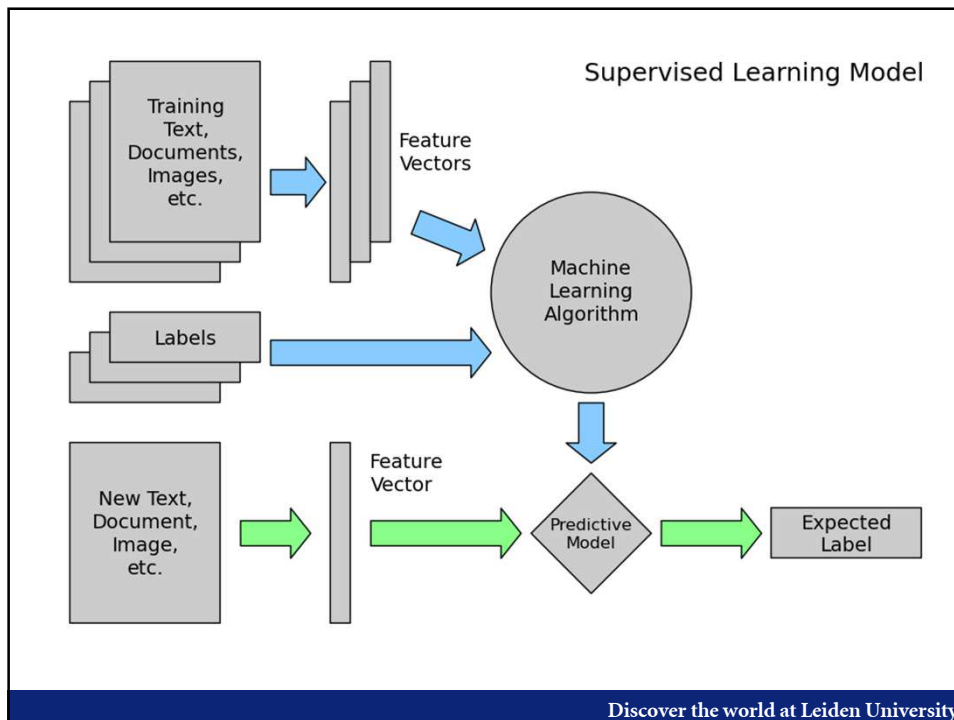 Supervised Learning Model
Training
Text,
Documents,
Images,
etc.
Feature
Vectors
Machine
Learning
Algorithm
Labels
New Text,
Document,
Image,
etc.
Feature
Vector
Predictive
Model
Expected
Label
Discover the world at Leiden University